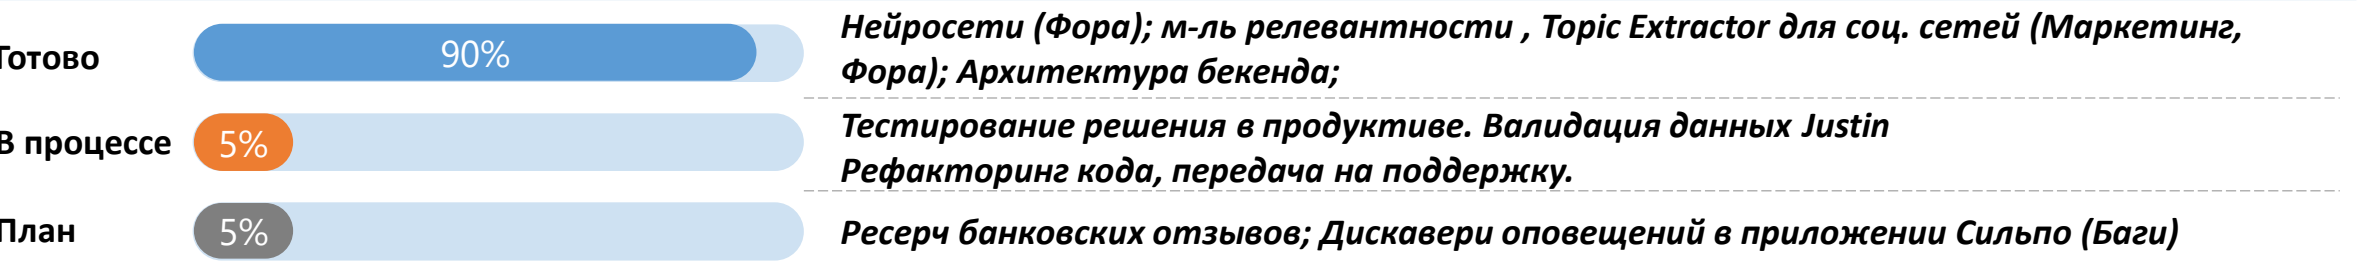 Готово
90%
Нейросети (Фора); м-ль релевантности , Topic Extractor для соц. сетей (Маркетинг,
Фора); Архитектура бекенда;
В процессе
5%
Тестирование решения в продуктиве. Валидация данных Justin
Рефакторинг кода, передача на поддержку.
План
5%
Ресерч банковских отзывов; Дискавери оповещений в приложении Сильпо (Баги)